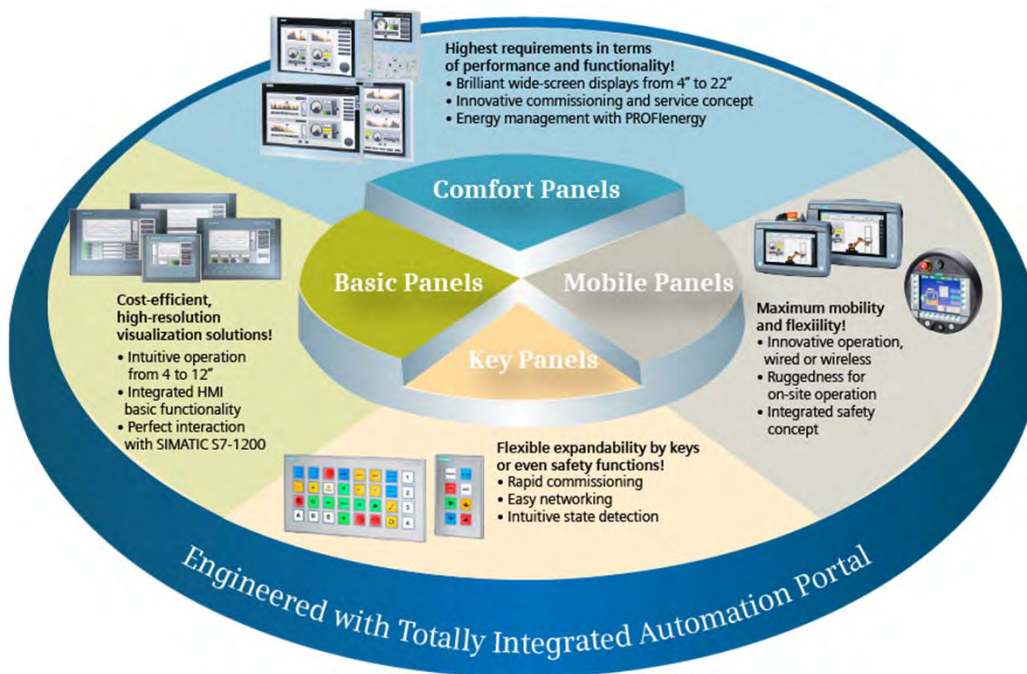 Highest requirements in terms
of performance and functionality!
• Brilliant wide-screen displays from 4” to 22”
• Innovative commissioning and service concept
• Energy management with PROFIenergy
Comfort Panels
Basic Panels
Mobile Panels
Key Panels
Cost-efficient,
high-resolution
visualization solutions!
• Intuitive operation
from 4 to 12”
• Integrated HMI
basic functionality
• Perfect interaction
with SIMATIC S7-1200
Maximum mobility
and flexiility!
• Innovative operation,
wired or wireless
• Ruggedness for
on-site operation
• Integrated safety
concept
Flexible expandability by keys
or even safety functions!
• Rapid commissioning
• Easy networking
• Intuitive state detection
Engineered with Totally Integrated Automation Portal